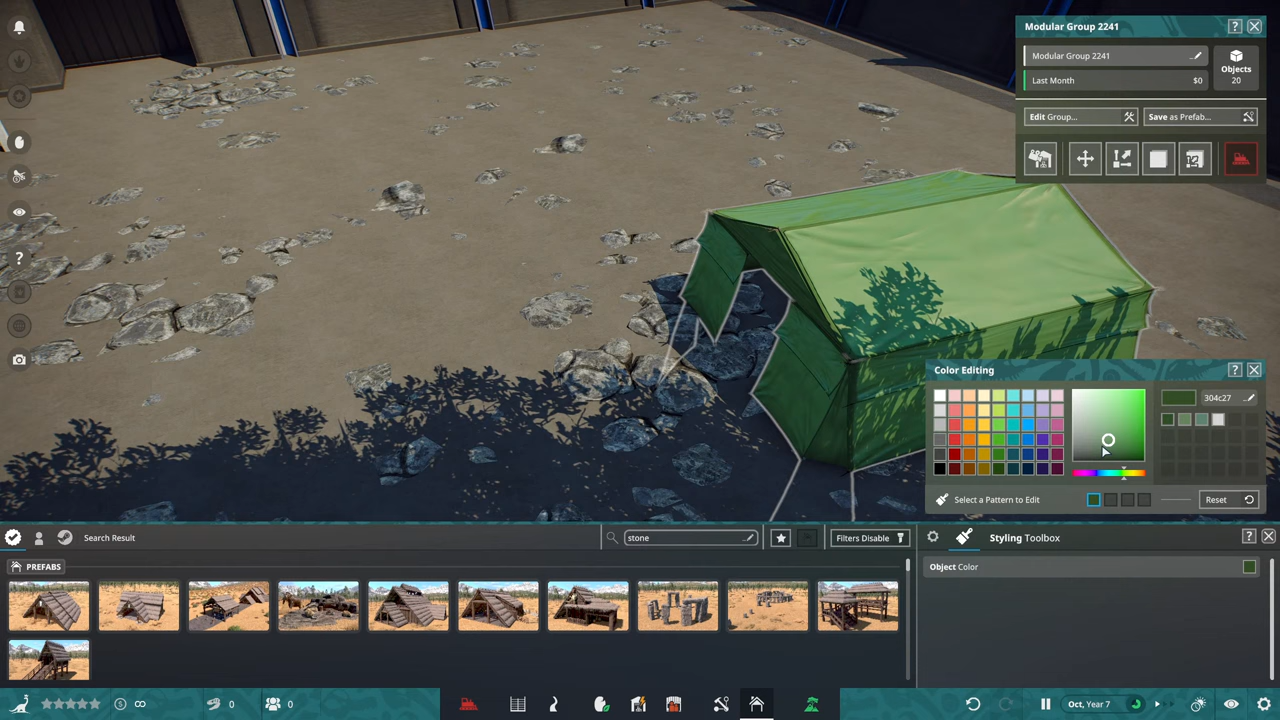 Modular Group 2241
?
Modular Group 2241
Last Month $0
Objects
20
Edit Group...
Save as Prefab...
?
Color Editing
?
304c27
Select a Pattern to Edit
Reset
Search Result
stone
Filters Disable
Styling Toolbox
?
PREFABS
Object Color
$ ∞
0
0
Oct, Year 7